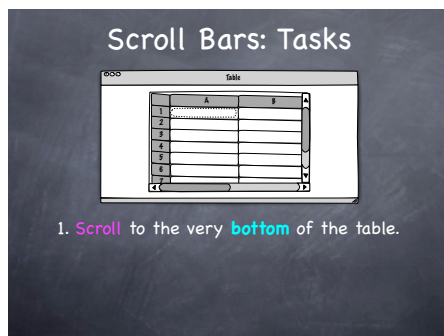 Scroll Bars: Tasks
Table
A B
1
2
3
4
5
6
7
1. Scroll to the very bottom of the table.